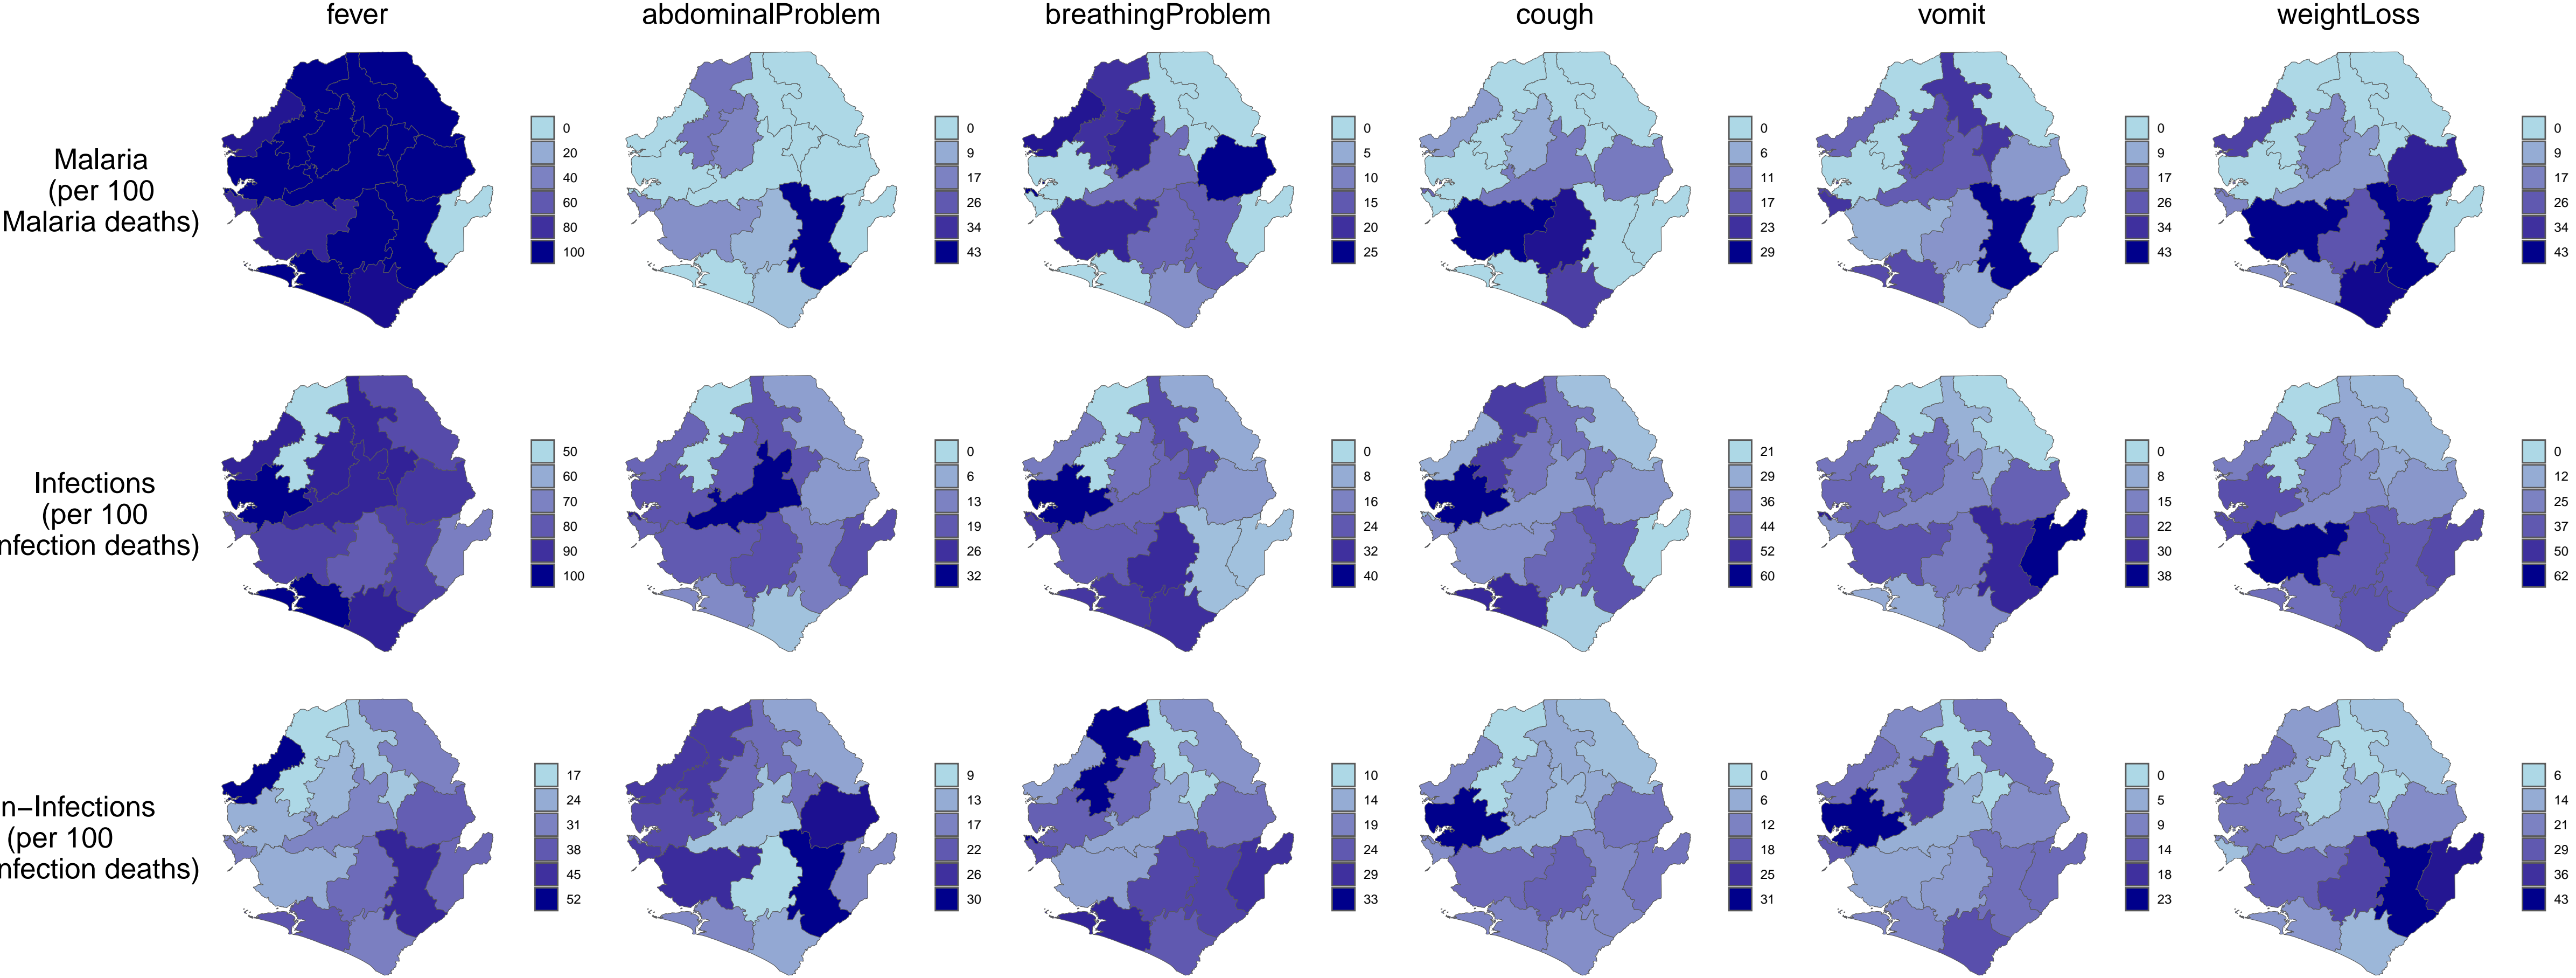 fever abdominalProblem breathingProblem cough vomit weightLoss
Malaria
(per 100
Malaria deaths)
0 0 0 0 0 0
20 9 5 6 9 9
40 17 10 11 17 17
60 26 15 17 26 26
80 34 20 23 34 34
100 43 25 29 43 43
Infections
(per 100
nfection deaths)
50 0 0 21 0 0
60 6 8 29 8 12
70 13 16 36 15 25
80 19 24 44 22 37
90 26 32 52 30 50
100 32 40 60 38 62
n−Infections
(per 100
nfection deaths)
17 9 10 0 0 6
24 13 14 6 5 14
31 17 19 12 9 21
38 22 24 18 14 29
45 26 29 25 18 36
52 30 33 31 23 43